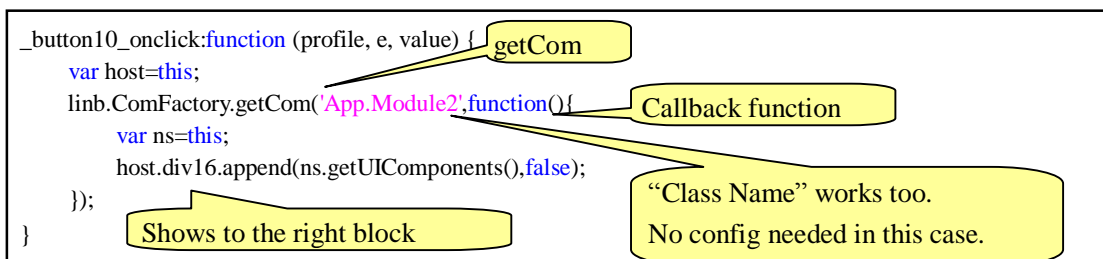 _button10_onclick:function (profile, e, value) {
getCom
var host=this;
linb.ComFactory.getCom('App.Module2',function(){
Callback function
var ns=this;
host.div16.append(ns.getUIComponents(),false);
“Class Name” works too.
No config needed in this case.
});
Shows to the right block
}